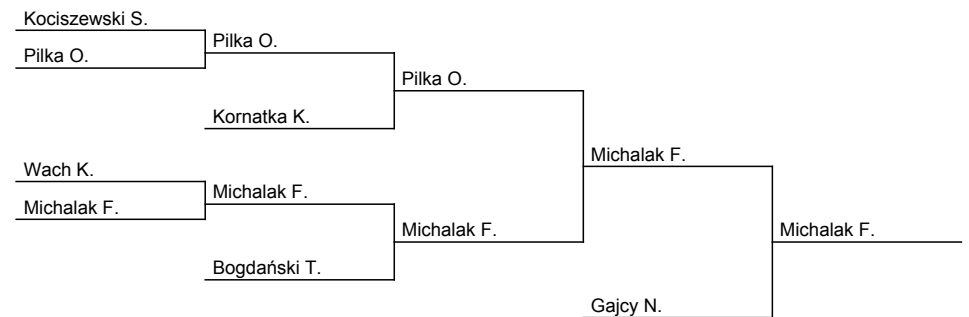 Kociszewski S.
Pilka O.
Pilka O.
Pilka O.
Kornatka K.
Michalak F.
Wach K.
Michalak F.
Michalak F.
Michalak F.
Michalak F.
Bogdański T.
Gajcy N.